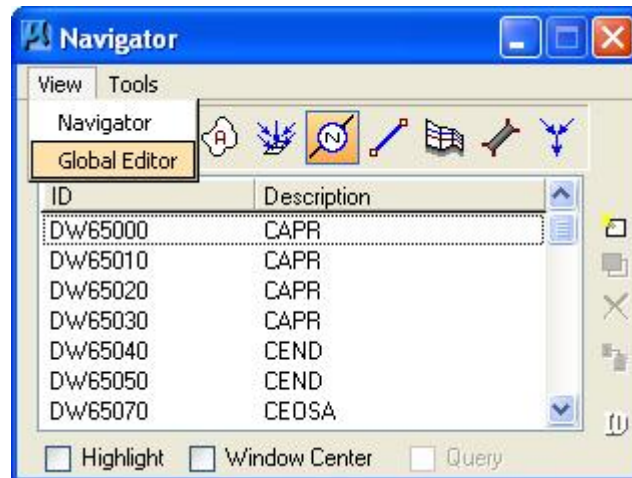 Navigator
View Tools
Navigator
Global Editor
A
N
ID Description
DW65000 CAPR
DW65010 CAPR
DW65020 CAPR
DW65030 CAPR
DW65040 CEND
DW65050 CEND
DW65070 CEOSA
Highlight Window Center Query